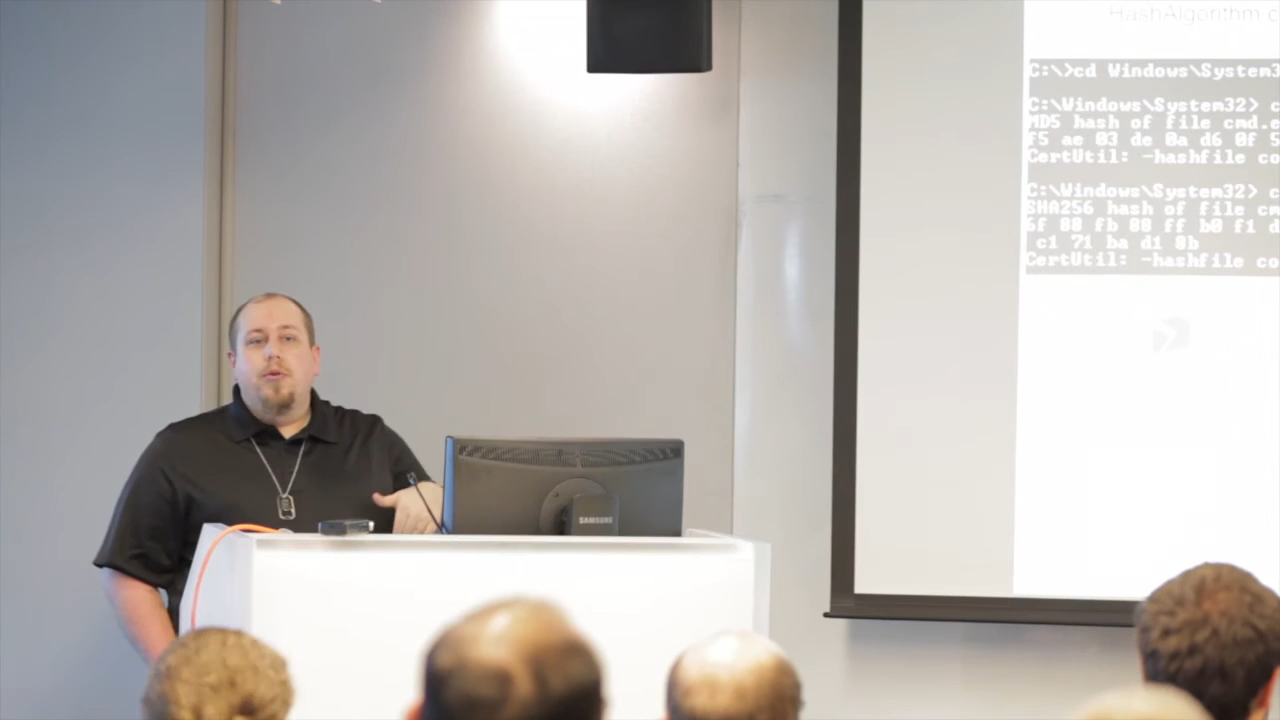 HashAlgorithm c
C:\>cd Windows\System3
C:\Windows\System32> c
MD5 hash of file cmd.e
f5 ae 03 de 0a d6 0f 5
CertUtil: -hashfile co
C:\Windows\System32> c
SHA256 hash of file cm
6f 88 fb 88 ff b0 f1 d
c1 71 ba d1 8b
CertUtil: -hashfile co
SAMSUNG